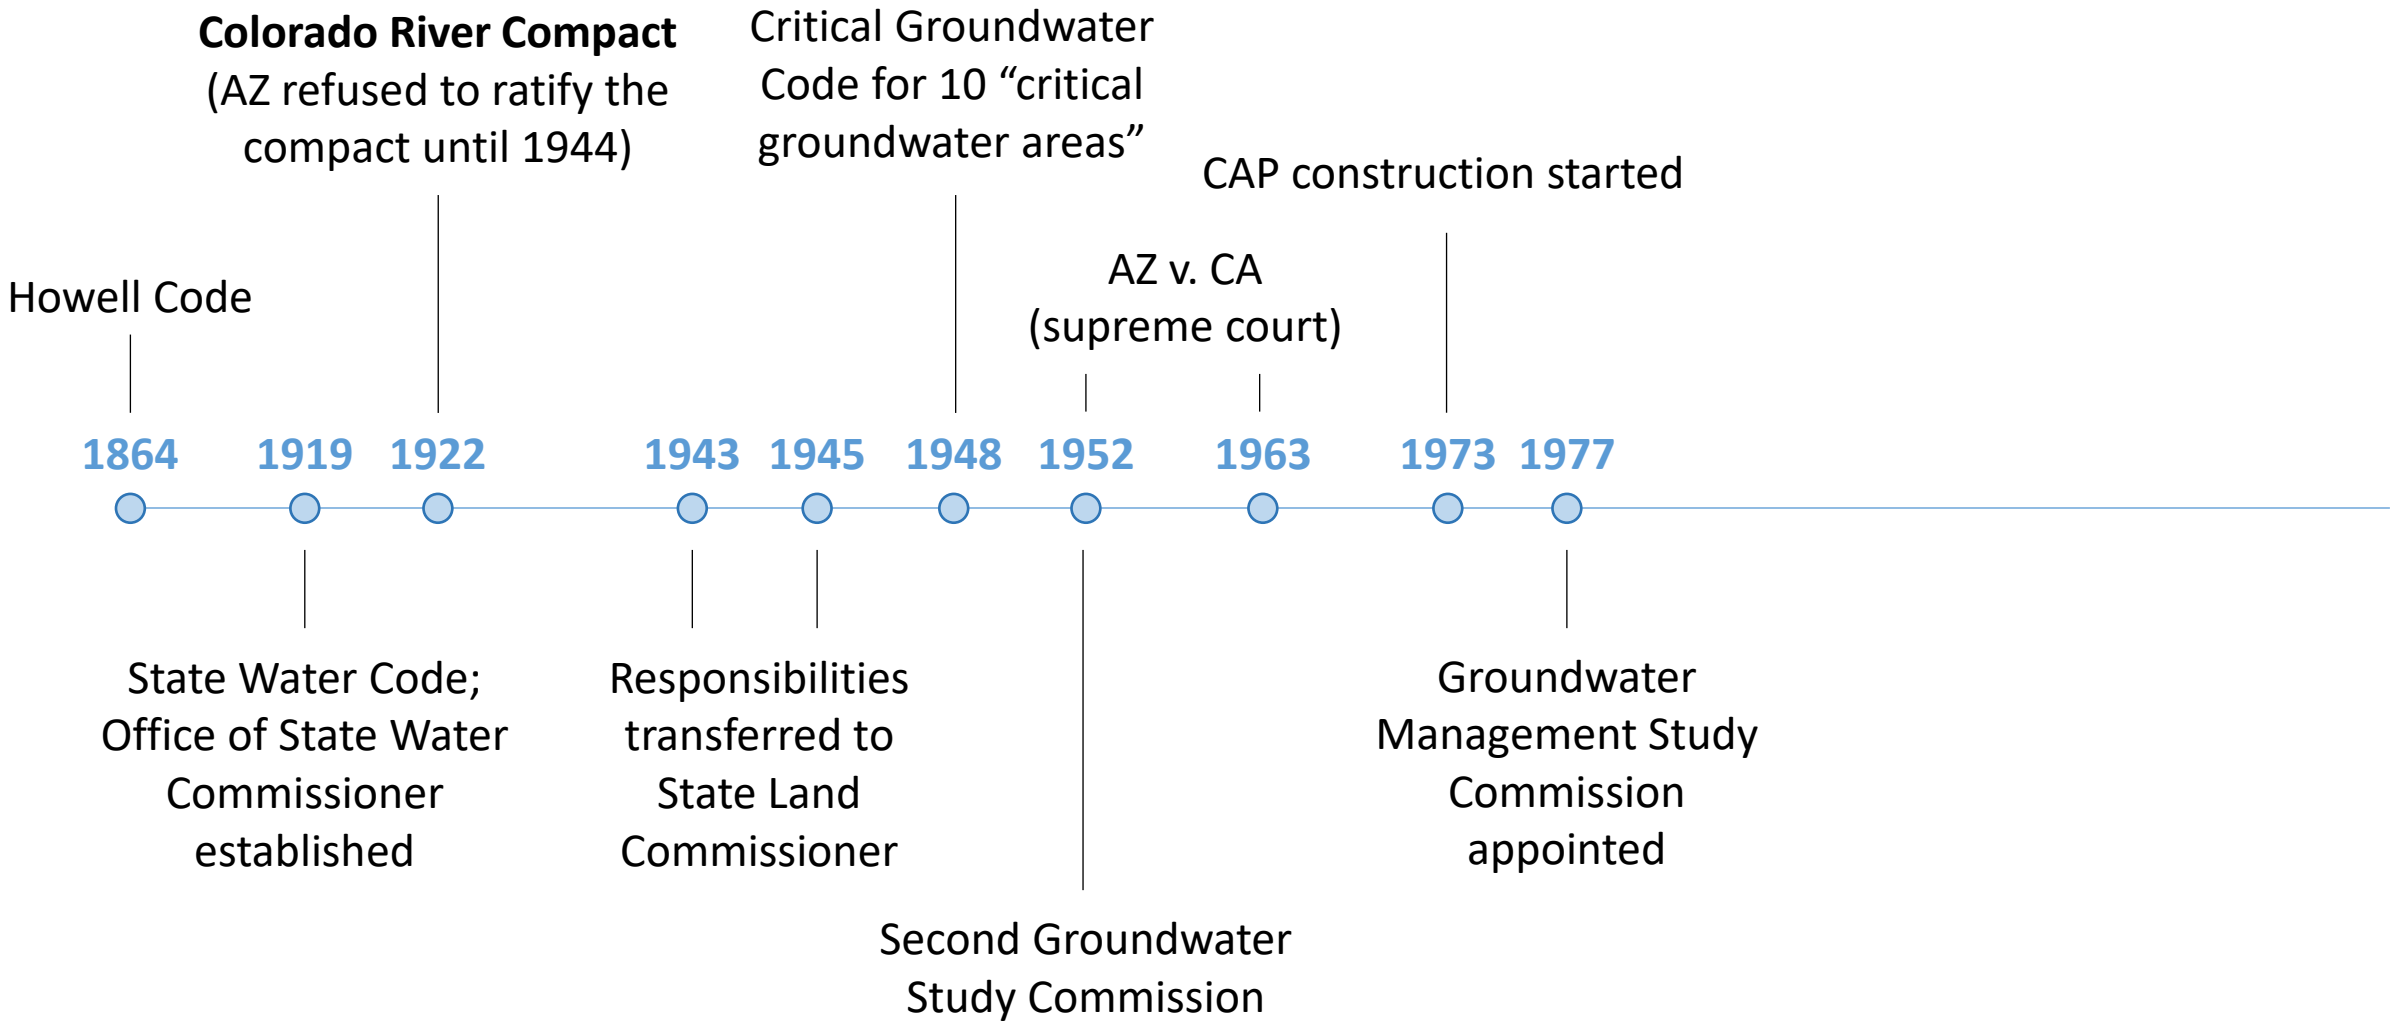 Colorado River Compact
(AZ refused to ratify the
compact until 1944)
Critical Groundwater
Code for 10 “critical
groundwater areas”
CAP construction started
AZ v. CA
(supreme court)
Howell Code
1864
1919
1922
1943
1945
1948
1952
1963
1973
1977
State Water Code;
Office of State Water
Commissioner
established
Responsibilities
transferred to
State Land
Commissioner
Groundwater
Management Study
Commission
appointed
Second Groundwater
Study Commission